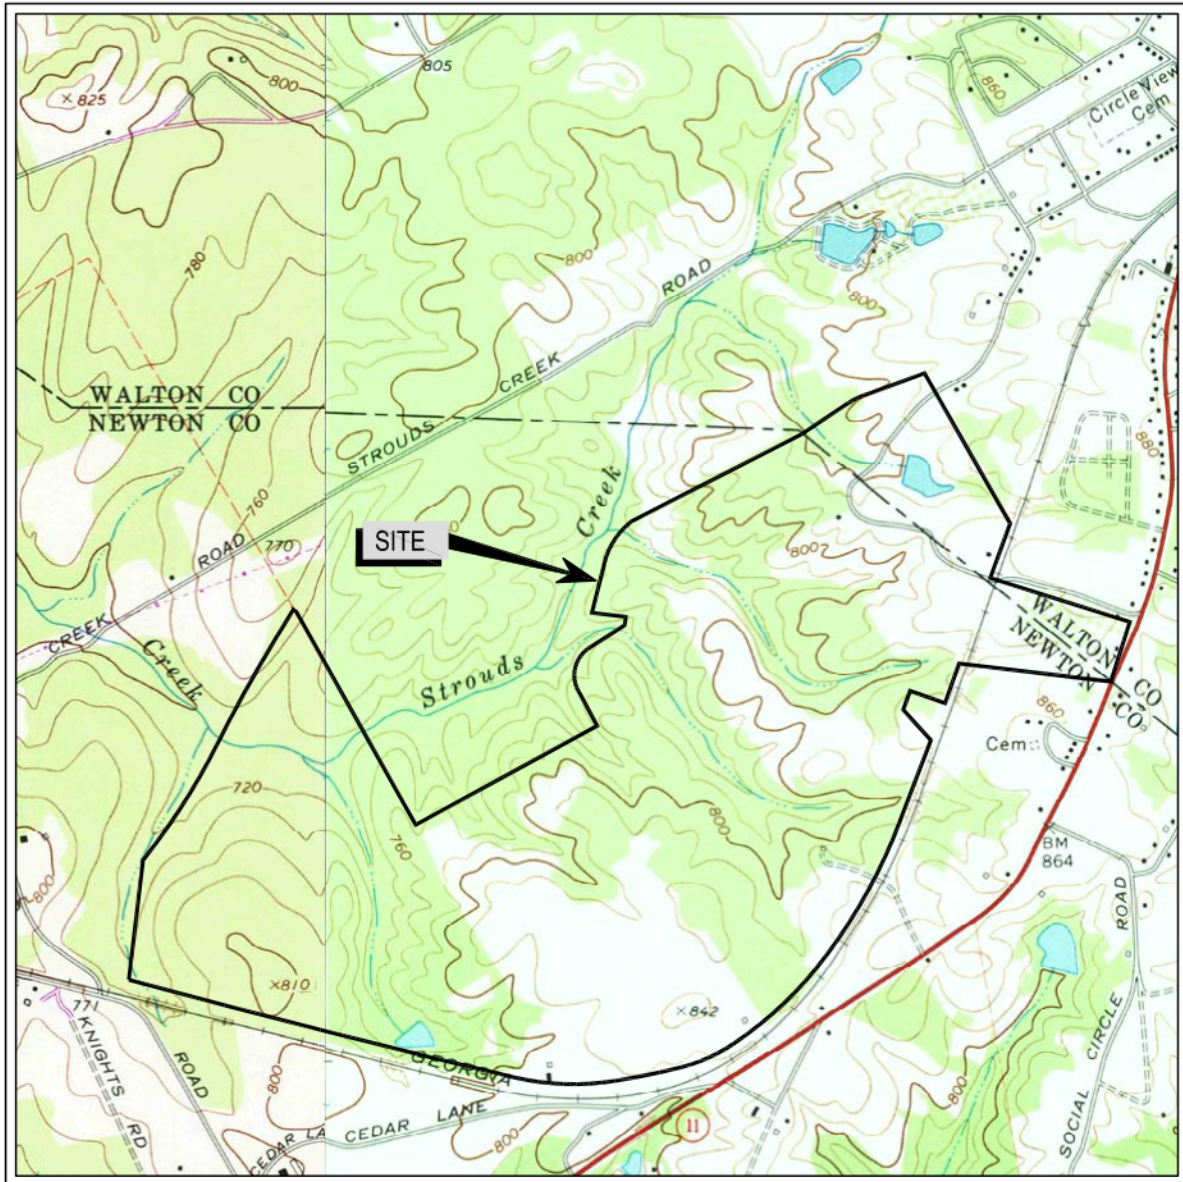 805
800
825
860
Circle View
Cem
780
800
ROAD
800
CREEK
WALTON CO
NEWTON CO
STROUDS
880
Creek
760
ROAD
770
SITE
800
CREEK
WALTON
NEWTON
CO
CO
Creek
Strouds
860
Cem
720
760
800
BM
864
800
ROAD
810
771
842
KNIGHTS
RD
ROAD
GEORGIA
800
800
CEDAR LANE
CEDAR LA
800
11
SOCIAL CIRCLE